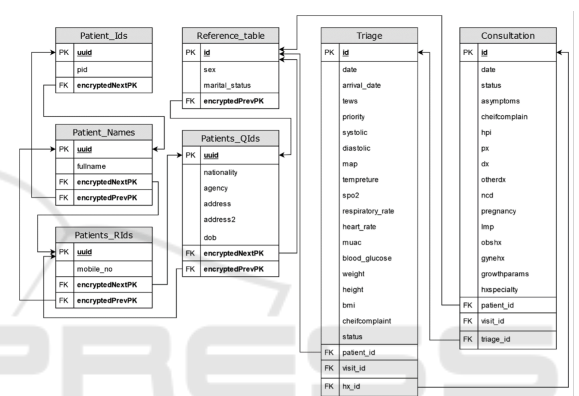 Patient_Ids
PK uuid
pid
FK encryptedNextPK
Patient_Names
PK uuid
fullname
FK encryptedNextPK
FK encryptedPrevPK
Patients_RIds
PK uuid
mobile_no
FK encryptedNextPK
FK encryptedPrevPK
Reference_table
PK id
sex
marital_status
FK encryptedPrevPK
Patients_QIds
PK uuid
nationality
agency
address
address2
dob
FK encryptedNextPK
FK encryptedPrevPK
Triage
PK id
date
arrival_date
tews
priority
systolic
diastolic
map
tempreture
spo2
respiratory_rate
heart_rate
muac
blood_glucose
weight
height
bmi
cheifcomplaint
status
FK patient_id
FK visit_id
FK hx_id
Consultation
PK id
date
status
asymptoms
cheifcomplain
hpi
px
dx
otherdx
ncd
pregnancy
lmp
obshx
gynehx
growthparams
hxspecialty
FK patient_id
FK visit_id
FK triage_id
PRESS